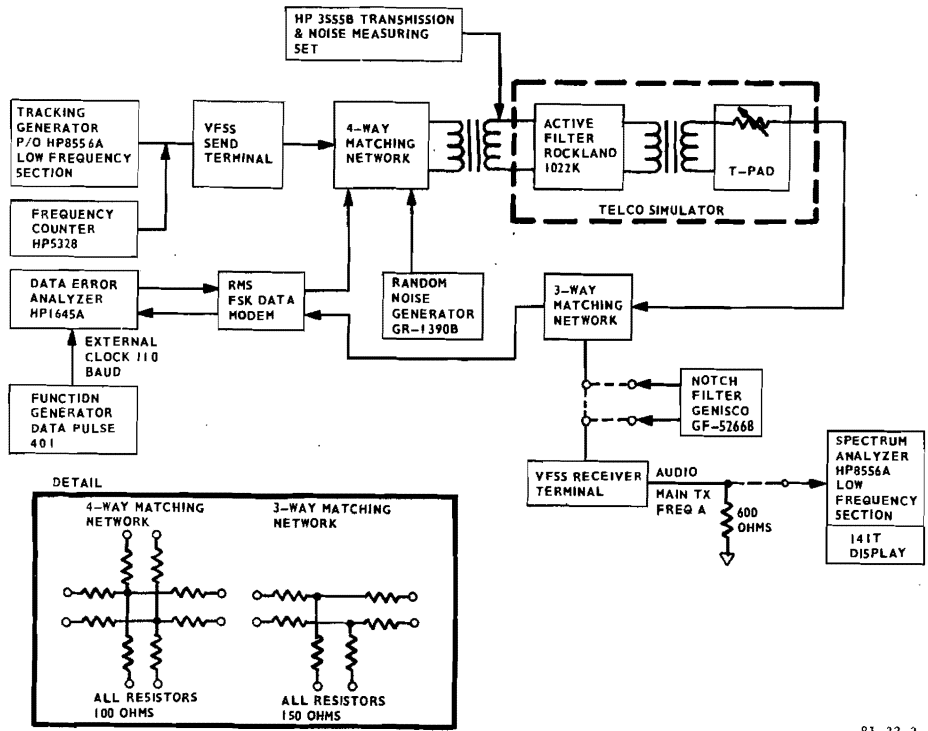 HP 3555B TRANSMISSION
& NOISE MEASURING
SET
TRACKING
GENERATOR
P/O HP8556A
LOW FREQUENCY
SECTION
VFSS
SEND
TERMINAL
4-WAY
MATCHING
NETWORK
ACTIVE
FILTER
ROCKLAND
1022K
T-PAD
TELCO SIMULATOR
FREQUENCY
COUNTER
HP5328
DATA ERROR
ANALYZER
HP1645A
RMS
FSK DATA
MODEM
RANDOM
NOISE
GENERATOR
GR-1390B
3-WAY
MATCHING
NETWORK
EXTERNAL
CLOCK 110
BAUD
FUNCTION
GENERATOR
DATA PULSE
401
NOTCH
FILTER
GENISCO
GF-5266B
VFSS RECEIVER
TERMINAL
AUDIO
MAIN TX
FREQ A
600
OHMS
SPECTRUM
ANALYZER
HP8556A
LOW
FREQUENCY
SECTION
141T
DISPLAY
DETAIL
4-WAY MATCHING
NETWORK
3-WAY MATCHING
NETWORK
ALL RESISTORS
100 OHMS
ALL RESISTORS
150 OHMS